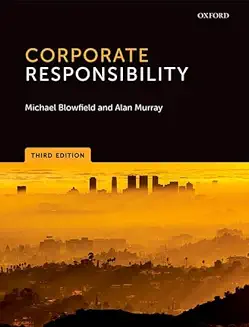 OXFORD
CORPORATE
RESPONSIBILITY
Michael Blowfield and Alan Murray
THIRD EDITION